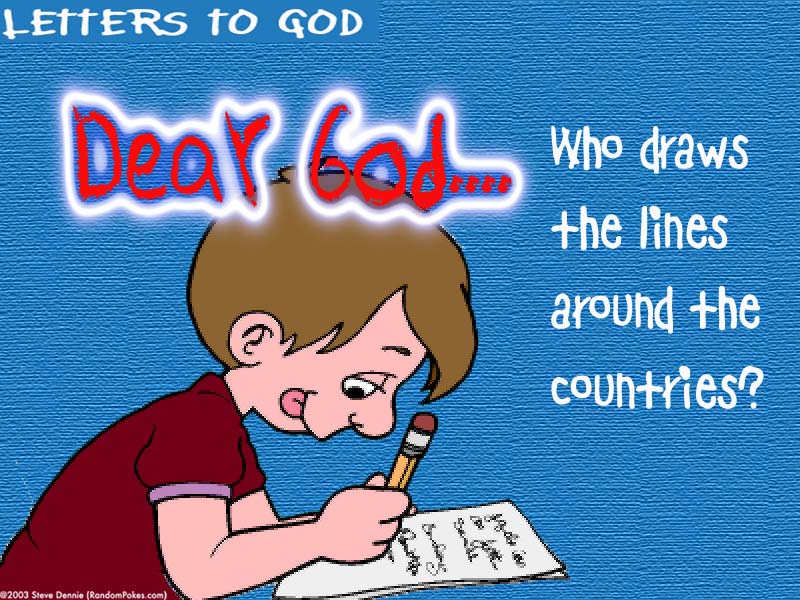 LETTERS TO GOD
Dear God....
Who draws
the lines
around the
countries?
©2003 Steve Dennie (RandomPokes.com)